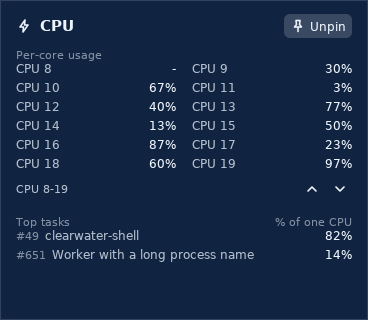 CPU
Unpin
Per-core usage
CPU 8 - CPU 9 30%
CPU 10 67% CPU 11 3%
CPU 12 40% CPU 13 77%
CPU 14 13% CPU 15 50%
CPU 16 87% CPU 17 23%
CPU 18 60% CPU 19 97%
CPU 8-19
Top tasks % of one CPU
#49 clearwater-shell 82%
#651 Worker with a long process name 14%